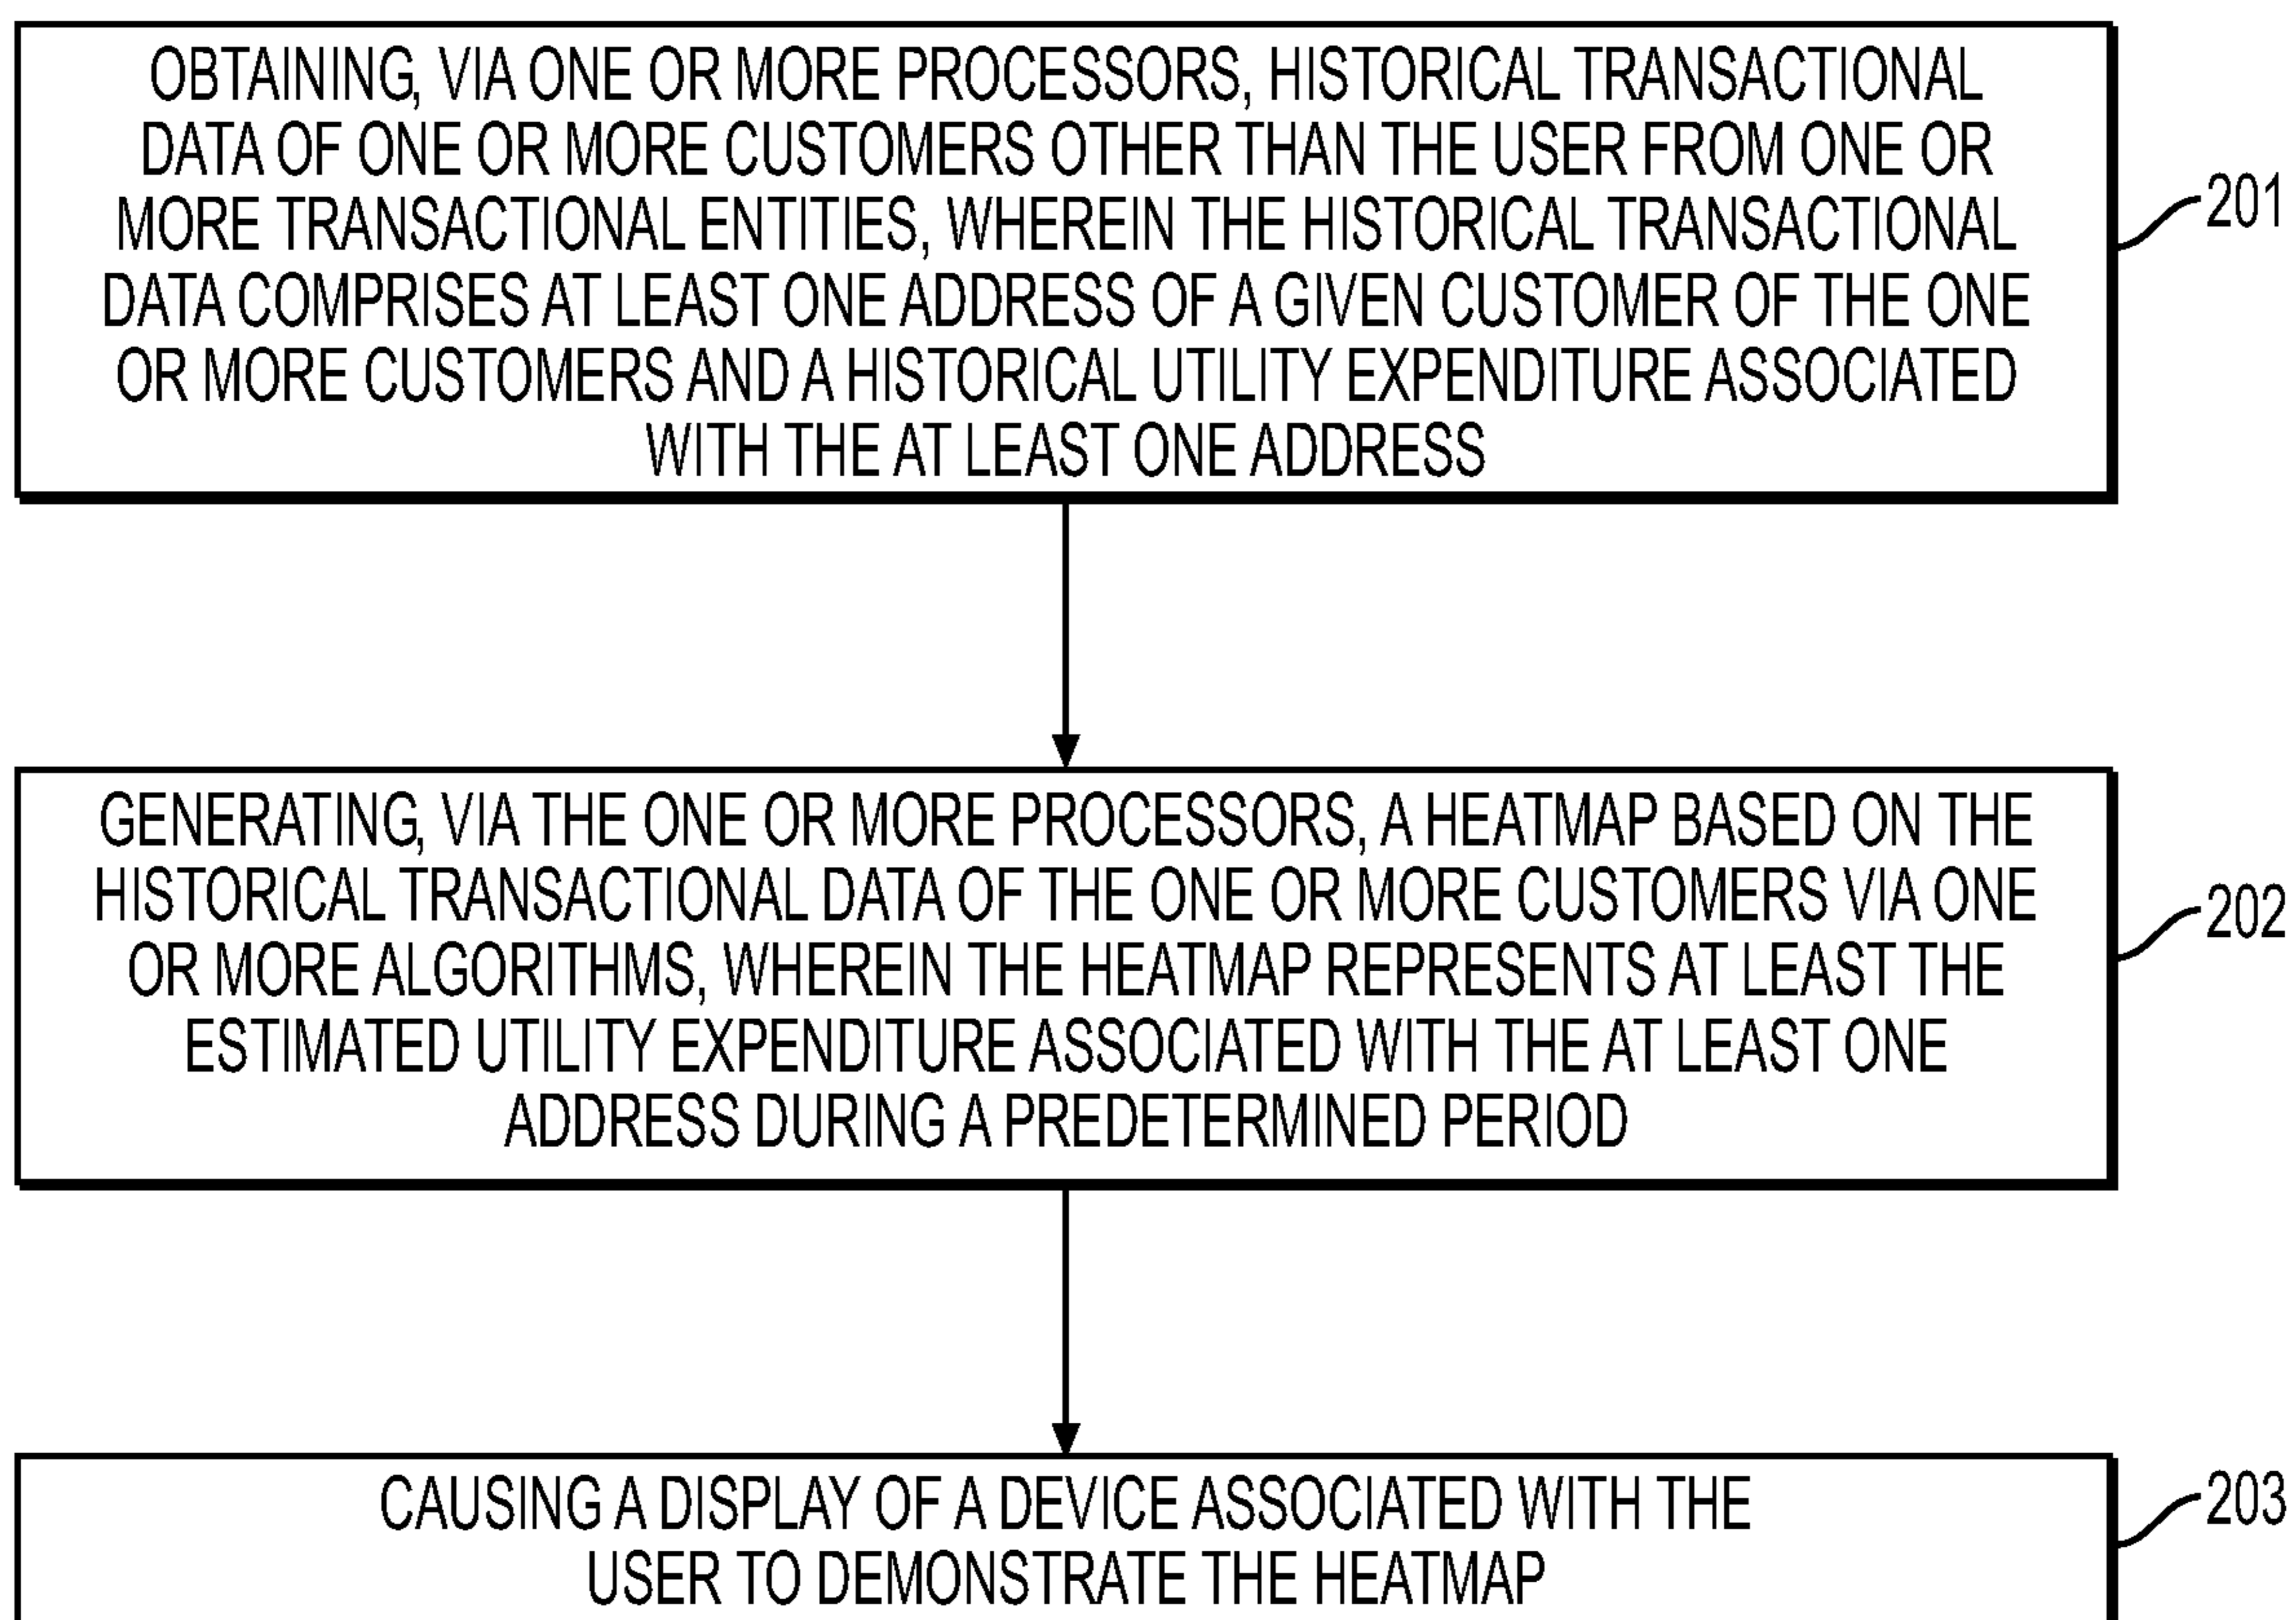 OBTAINING, VIA ONE OR MORE PROCESSORS, HISTORICAL TRANSACTIONAL
DATA OF ONE OR MORE CUSTOMERS OTHER THAN THE USER FROM ONE OR
MORE TRANSACTIONAL ENTITIES, WHEREIN THE HISTORICAL TRANSACTIONAL
DATA COMPRISES AT LEAST ONE ADDRESS OF A GIVEN CUSTOMER OF THE ONE
OR MORE CUSTOMERS AND A HISTORICAL UTILITY EXPENDITURE ASSOCIATED
WITH THE AT LEAST ONE ADDRESS
201
GENERATING, VIA THE ONE OR MORE PROCESSORS, A HEATMAP BASED ON THE
HISTORICAL TRANSACTIONAL DATA OF THE ONE OR MORE CUSTOMERS VIA ONE
OR MORE ALGORITHMS, WHEREIN THE HEATMAP REPRESENTS AT LEAST THE
ESTIMATED UTILITY EXPENDITURE ASSOCIATED WITH THE AT LEAST ONE
ADDRESS DURING A PREDETERMINED PERIOD
202
CAUSING A DISPLAY OF A DEVICE ASSOCIATED WITH THE
USER TO DEMONSTRATE THE HEATMAP
203